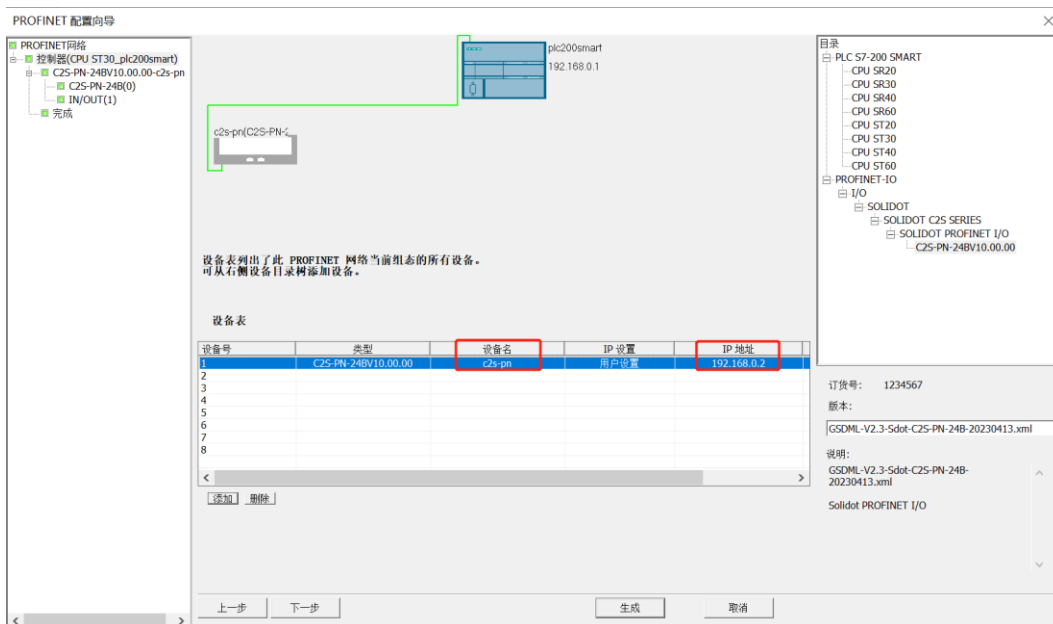 PROFINET 配置向导
PROFINET网络
控制器(CPU ST30_plc200smart)
C2S-PN-24BV10.00.00-c2s-pn
C2S-PN-24B(0)
IN/OUT(1)
完成
plc200smart
192.168.0.1
c2s-pn(C2S-PN-2
设备表列出了此 PROFINET 网络当前组态的所有设备。
可从右侧设备目录树添加设备。
设备表
设备号 类型 设备名 IP 设置 IP 地址
1 C2S-PN-24BV10.00.00 c2s-pn 用户设置 192.168.0.2
2
3
4
5
6
7
8
添加 删除
上一步 下一步 生成 取消
目录
PLC S7-200 SMART
CPU SR20
CPU SR30
CPU SR40
CPU SR60
CPU ST20
CPU ST30
CPU ST40
CPU ST60
PROFINET-IO
I/O
SOLIDOT
SOLIDOT C2S SERIES
SOLIDOT PROFINET I/O
C2S-PN-24BV10.00.00
订货号: 1234567
版本:
GSDML-V2.3-Sdot-C2S-PN-24B-20230413.xml
说明:
GSDML-V2.3-Sdot-C2S-PN-24B-
20230413.xml
Solidot PROFINET I/O